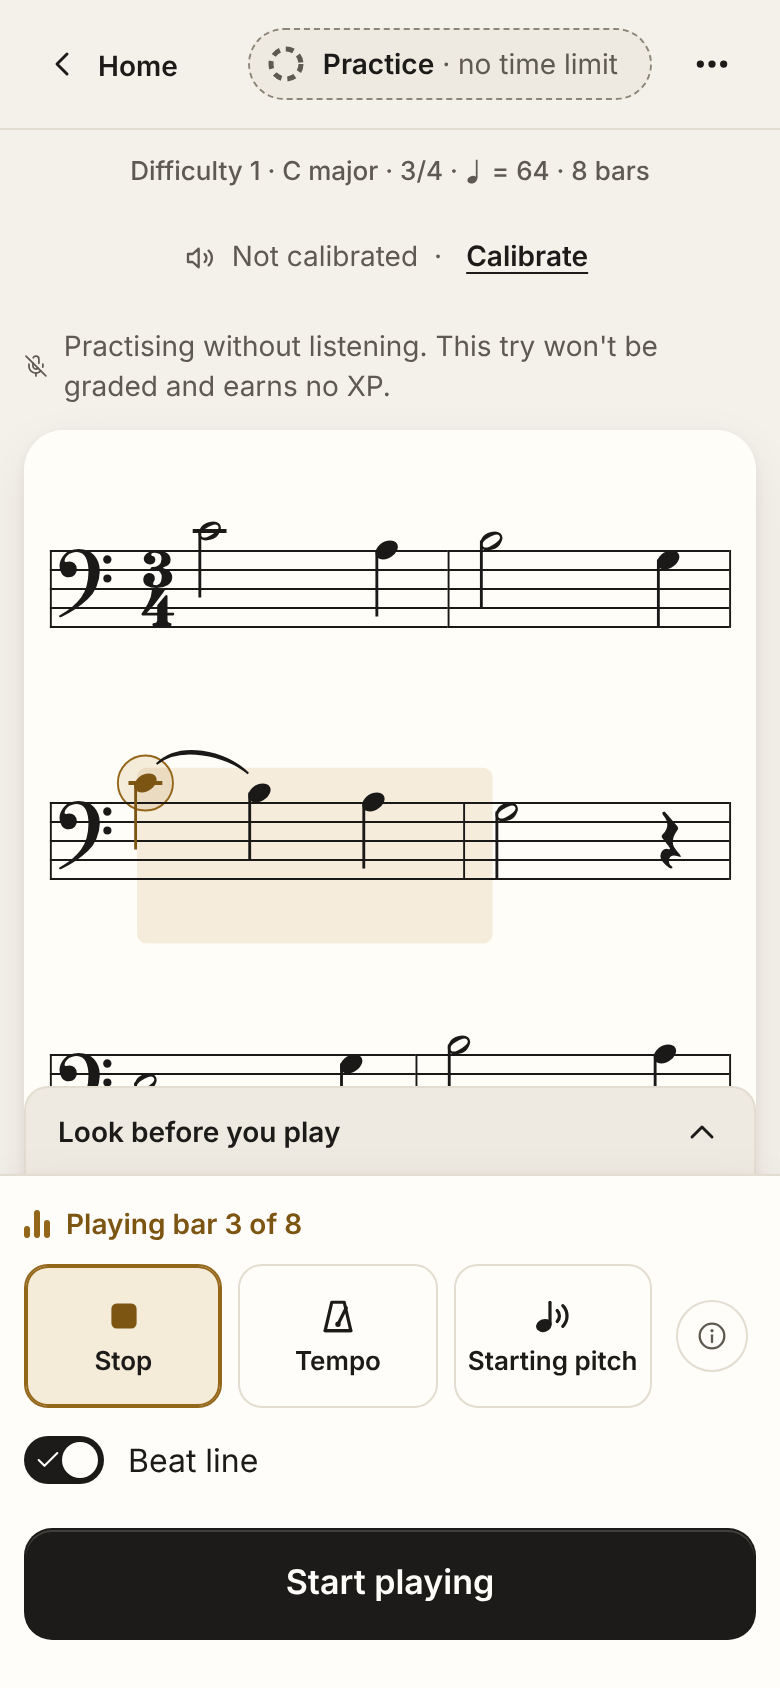 Home
Practice · no time limit
Difficulty 1 · C major · 3/4 · ♩ = 64 · 8 bars
Not calibrated · Calibrate
Practising without listening. This try won't be
graded and earns no XP.
3
4
Look before you play
Playing bar 3 of 8
Stop
Tempo
Starting pitch
Beat line
Start playing